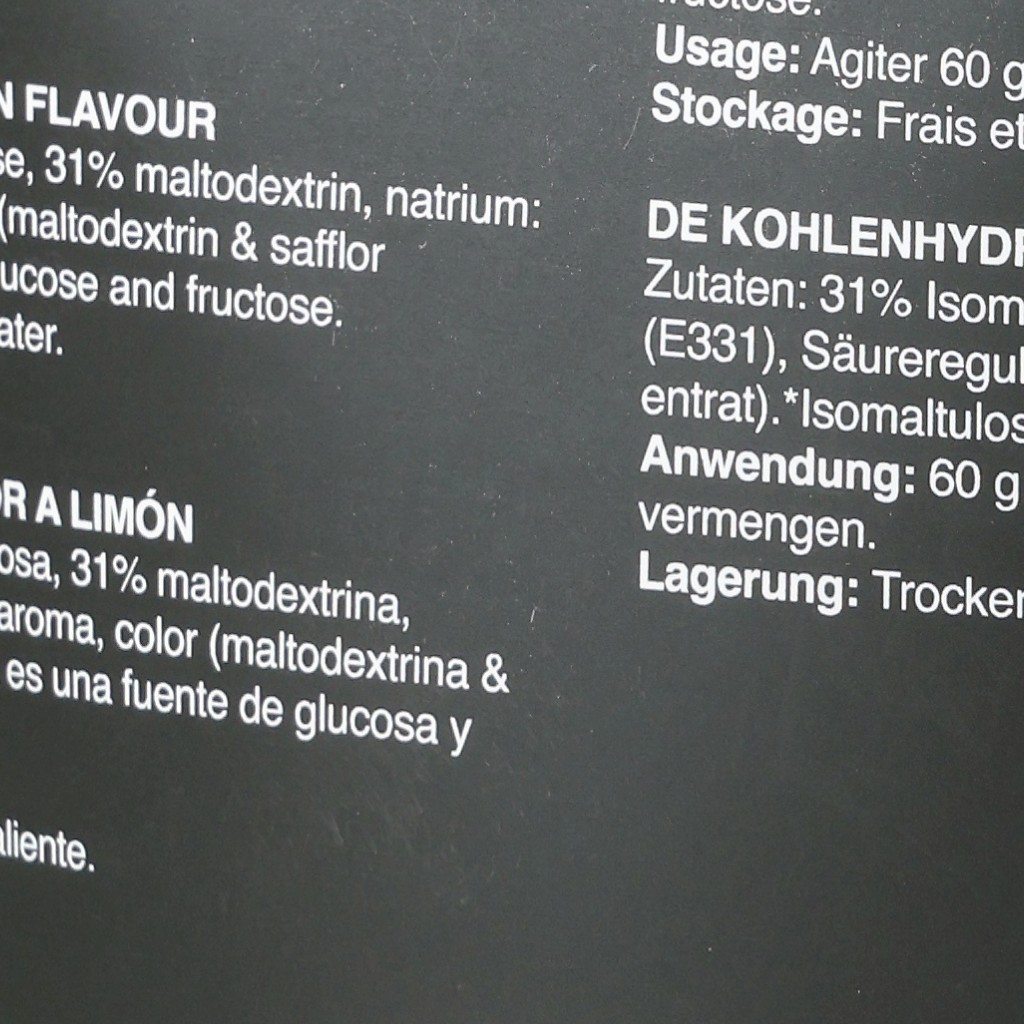 N FLAVOUR
se, 31% maltodextrin, natrium:
(maltodextrin & safflor
ucose and fructose.
ater.
R A LIMÓN
osa, 31% maltodextrina,
aroma, color (maltodextrina &
es una fuente de glucosa y
aliente.
fructose.
Usage: Agiter 60 g
Stockage: Frais et
DE KOHLENHYDR
Zutaten: 31% Isom
(E331), Säureregul
entrat).*Isomaltulos
Anwendung: 60 g
vermengen.
Lagerung: Trocken